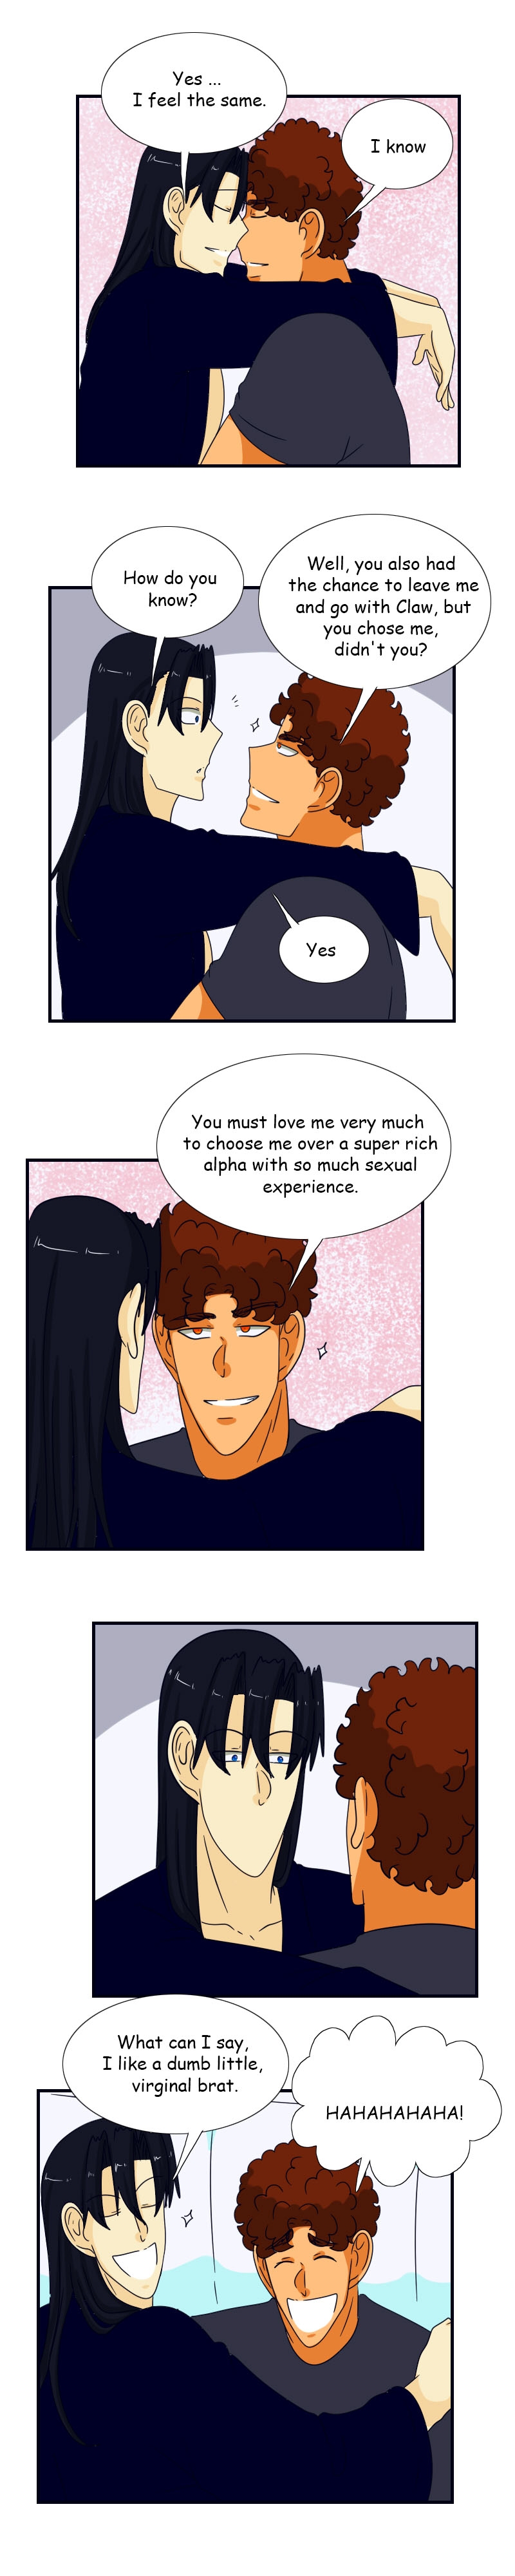 Yes ...
I feel the same.
I know
How do you
know?
Well, you also had
the chance to leave me
and go with Claw, but
you chose me,
didn't you?
Yes
You must love me very much
to choose me over a super rich
alpha with so much sexual
experience.
What can I say,
I like a dumb little,
virginal brat.
HAHAHAHAHA!